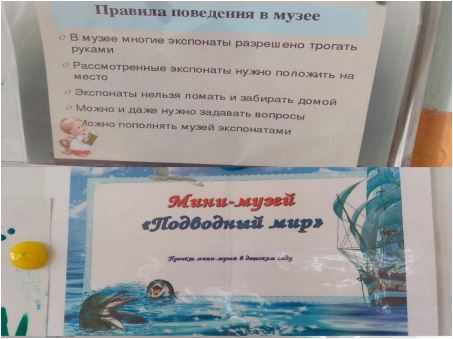 Правила поведения в музее
В музее многие экспонаты разрешено трогать
руками
Рассмотренные экспонаты нужно положить на
место
Экспонаты нельзя ломать и забирать домой
Можно и даже нужно задавать вопросы
Можно пополнять музей экспонатами
Мини-музей
«Подводный мир»
Проект мини-музея в детском саду